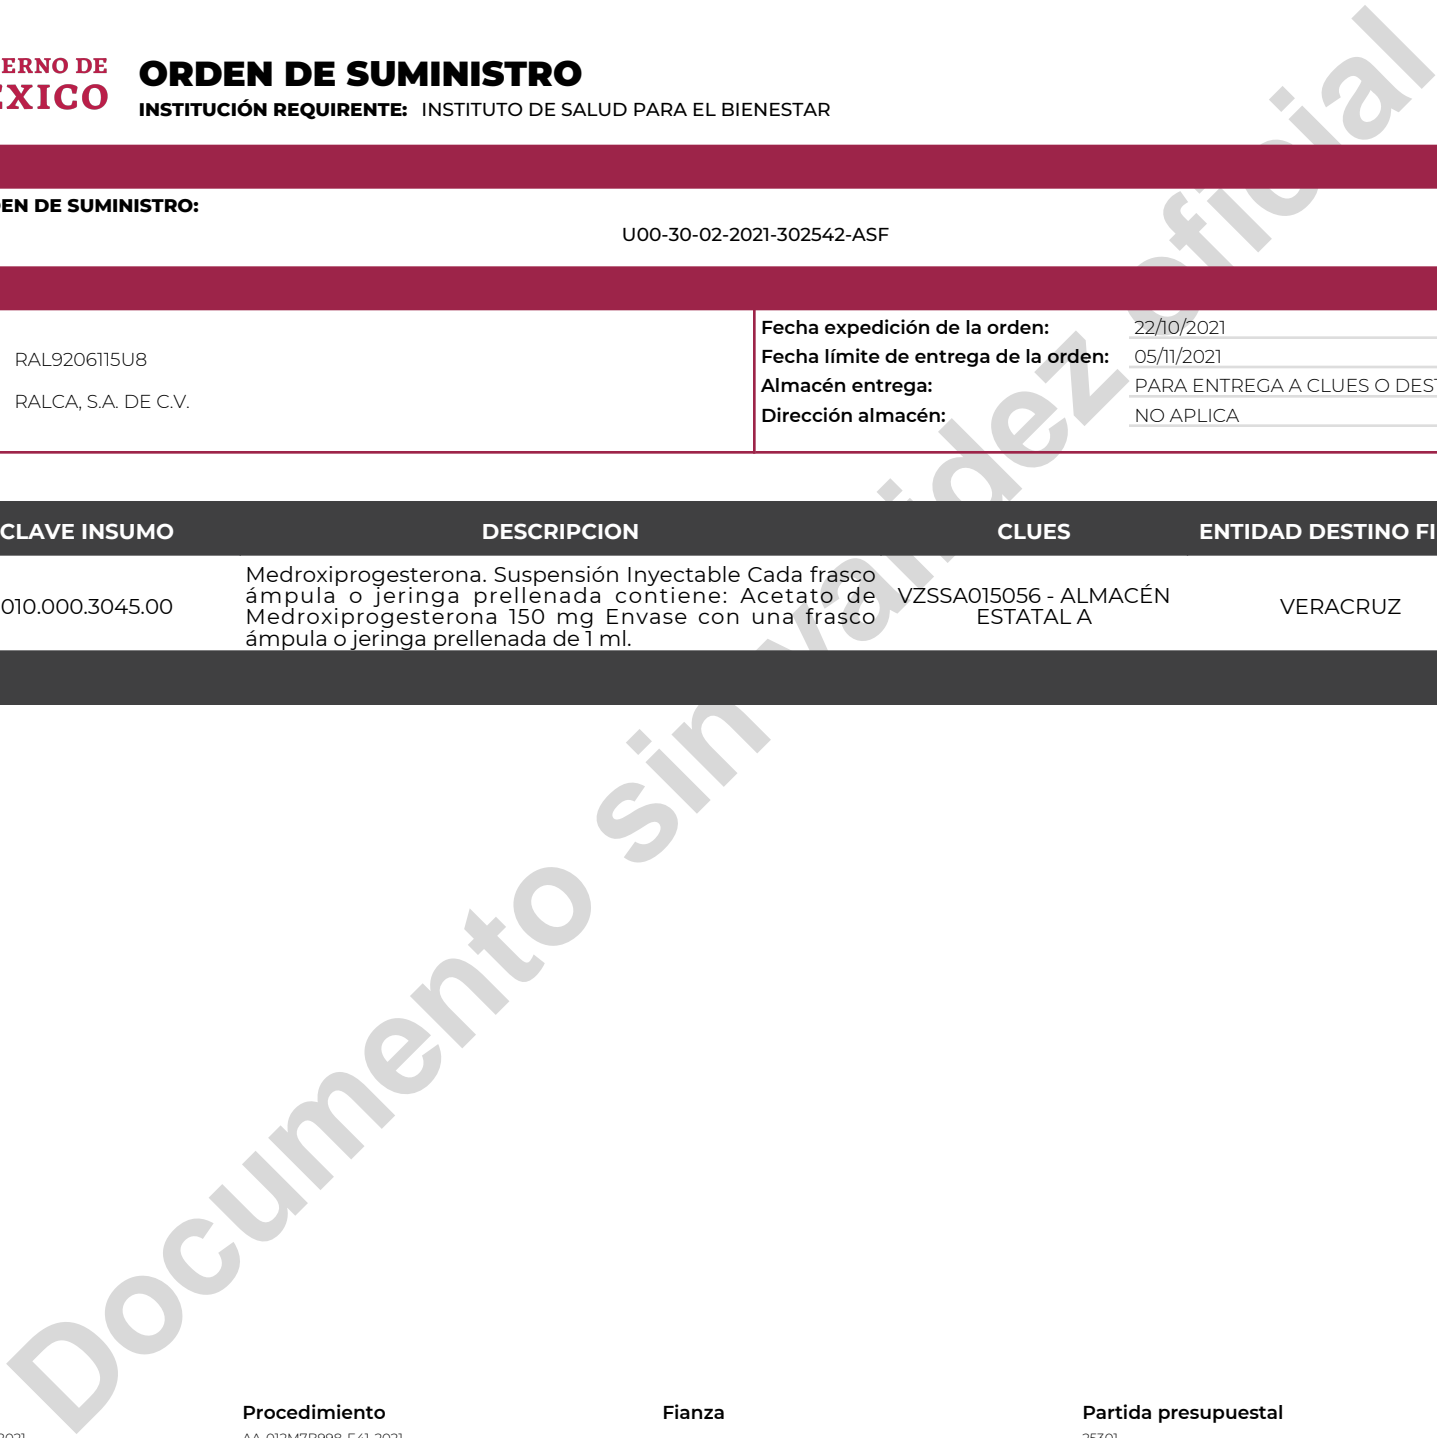 ERNO DE
ÉXICO
ORDEN DE SUMINISTRO
INSTITUCIÓN REQUIRENTE: INSTITUTO DE SALUD PARA EL BIENESTAR
EN DE SUMINISTRO:
U00-30-02-2021-302542-ASF
RAL9206115U8
RALCA, S.A. DE C.V.
Fecha expedición de la orden: 22/10/2021
Fecha límite de entrega de la orden: 05/11/2021
Almacén entrega: PARA ENTREGA A CLUES O DEST
Dirección almacén: NO APLICA
CLAVE INSUMO DESCRIPCION CLUES ENTIDAD DESTINO FI
010.000.3045.00
Medroxiprogesterona. Suspensión Inyectable Cada frasco
ámpula o jeringa prellenada contiene: Acetato de
Medroxiprogesterona 150 mg Envase con una frasco
ámpula o jeringa prellenada de 1 ml.
VZSSA015056 - ALMACÉN
ESTATAL A
VERACRUZ
Documento sin validez oficial
Procedimiento Fianza Partida presupuestal